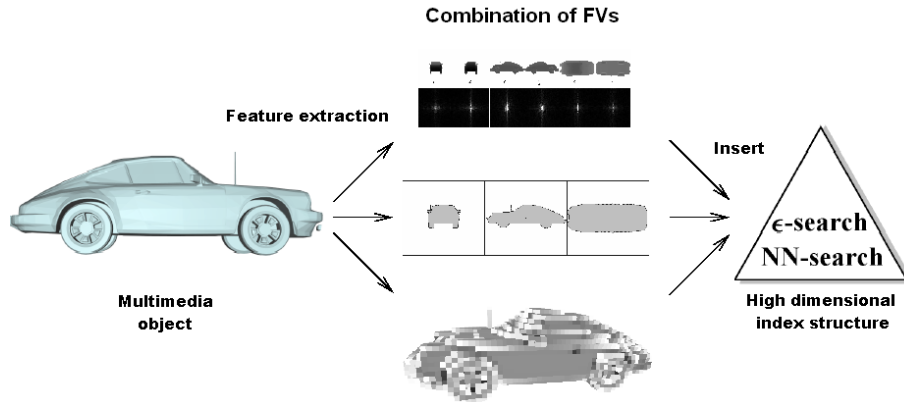 Combination of FVs
Feature extraction
Insert
ϵ-search
NN-search
Multimedia
object
High dimensional
index structure